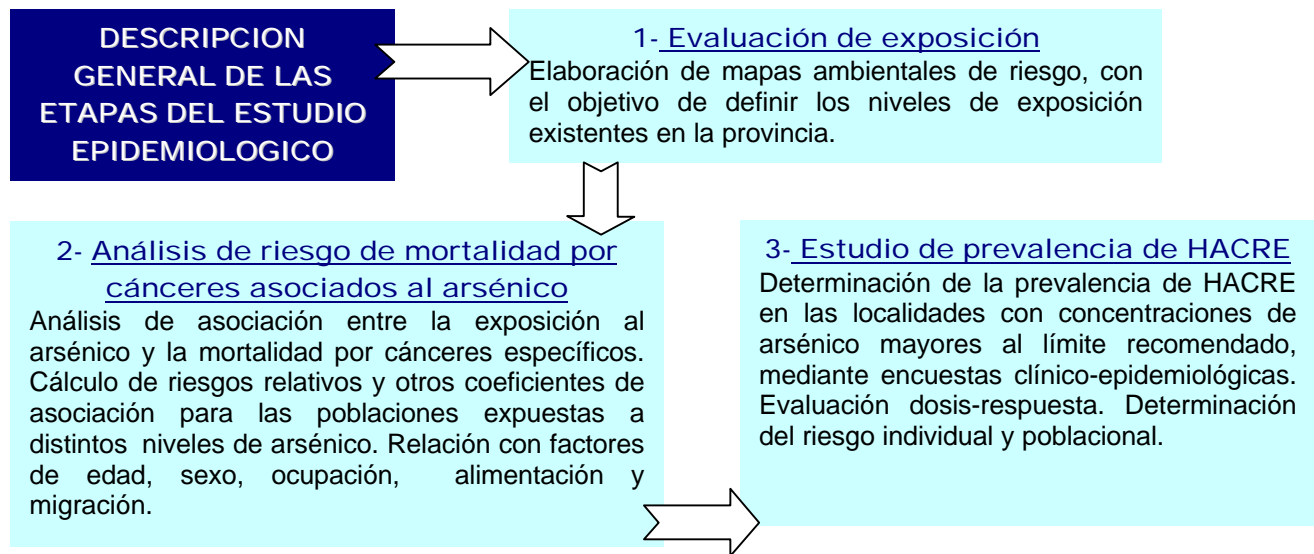 DESCRIPCION
GENERAL DE LAS
ETAPAS DEL ESTUDIO
EPIDEMIOLOGICO
1- Evaluación de exposición
Elaboración de mapas ambientales de riesgo, con
el objetivo de definir los niveles de exposición
existentes en la provincia.
2- Análisis de riesgo de mortalidad por
cánceres asociados al arsénico
Análisis de asociación entre la exposición al
arsénico y la mortalidad por cánceres específicos.
Cálculo de riesgos relativos y otros coeficientes de
asociación para las poblaciones expuestas a
distintos niveles de arsénico. Relación con factores
de edad, sexo, ocupación, alimentación y
migración.
3- Estudio de prevalencia de HACRE
Determinación de la prevalencia de HACRE
en las localidades con concentraciones de
arsénico mayores al límite recomendado,
mediante encuestas clínico-epidemiológicas.
Evaluación dosis-respuesta. Determinación
del riesgo individual y poblacional.